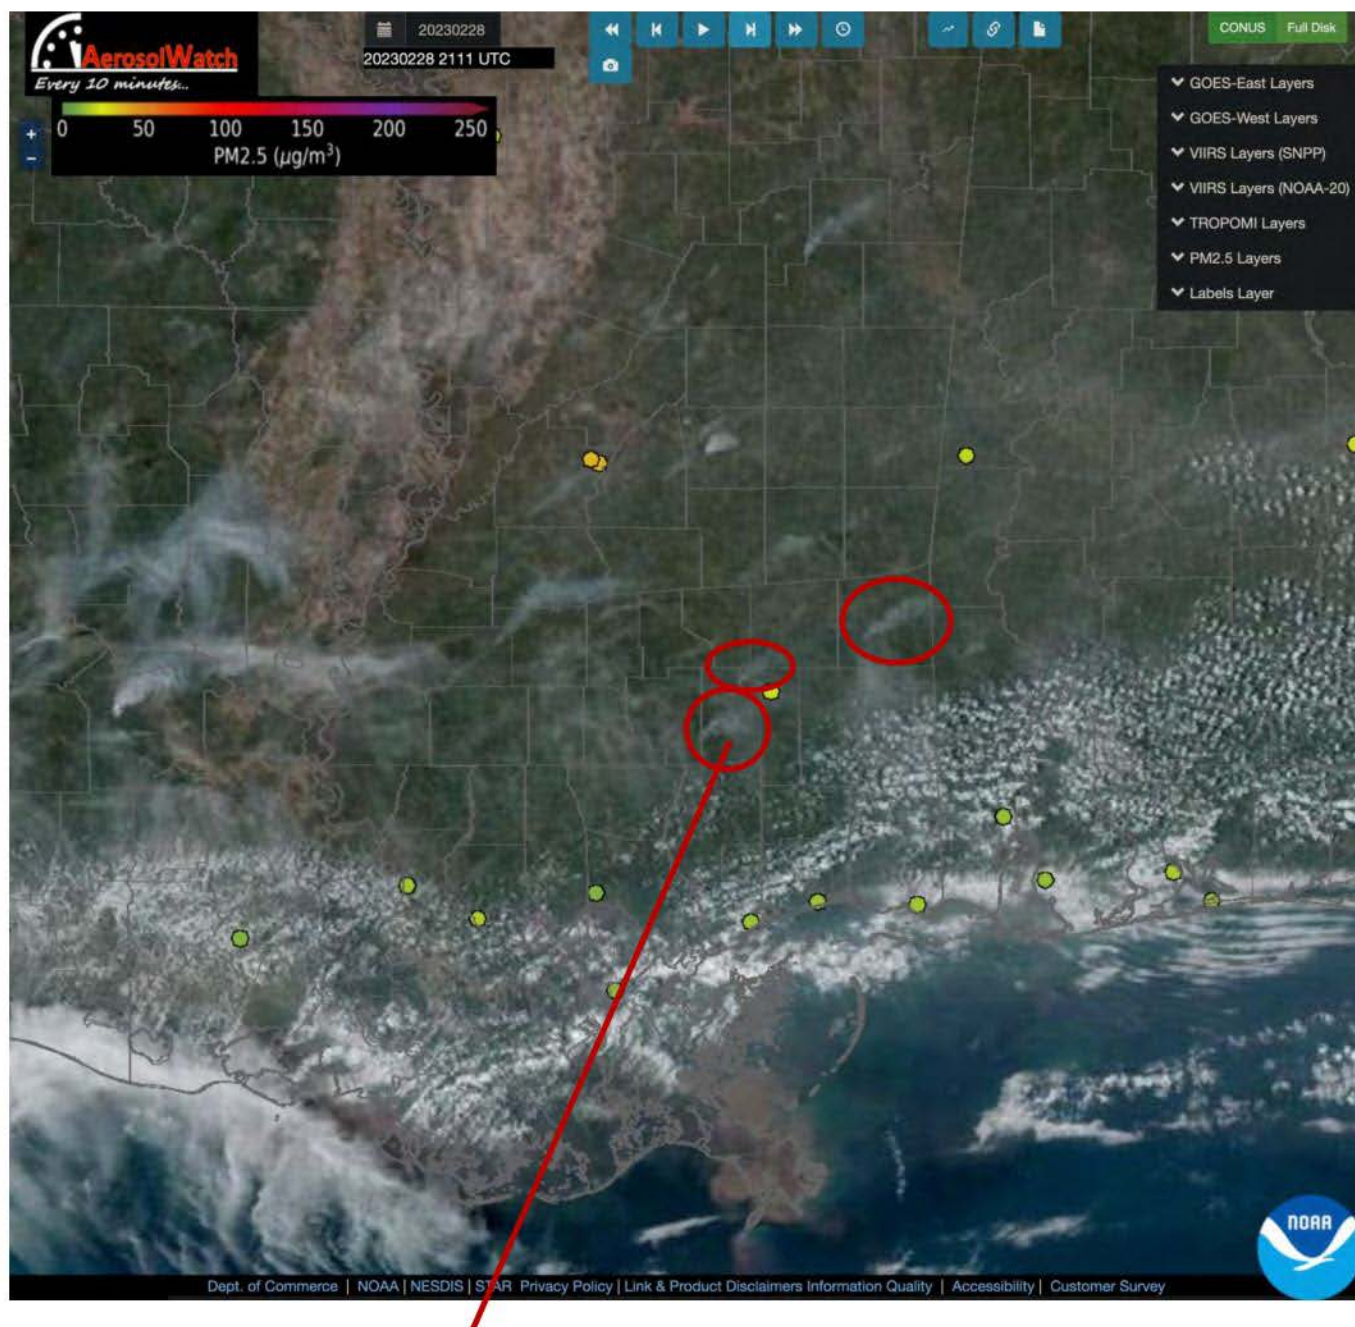 AerosolWatch
Every 10 minutes...
20230228
20230228 2111 UTC
CONUS
Full Disk
GOES-East Layers
GOES-West Layers
VIIRS Layers (SNPP)
VIIRS Layers (NOAA-20)
TROPOMI Layers
PM2.5 Layers
Labels Layer
+
−
0 50 100 150 200 250
PM2.5 (µg/m³)
NOAA
Dept. of Commerce | NOAA | NESDIS | STAR Privacy Policy | Link & Product Disclaimers Information Quality | Accessibility | Customer Survey